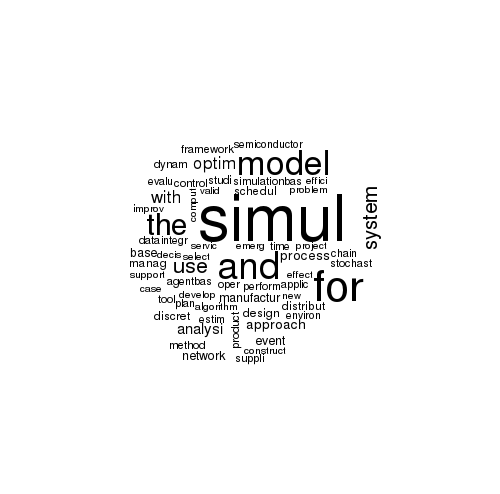 semiconductor
framework
dynam optim model
evalu control studi simulationbas effici
with comput valid schedul problem
improv the simul system
dataintegr servic emerg time project
base decis select process chain
manag use and stochast
support agentbas effect
case oper perform applic for
tool plan develop manufactur new
algorithm distribut
discret estim product design environ
analysi approach
method event
network construct
suppli